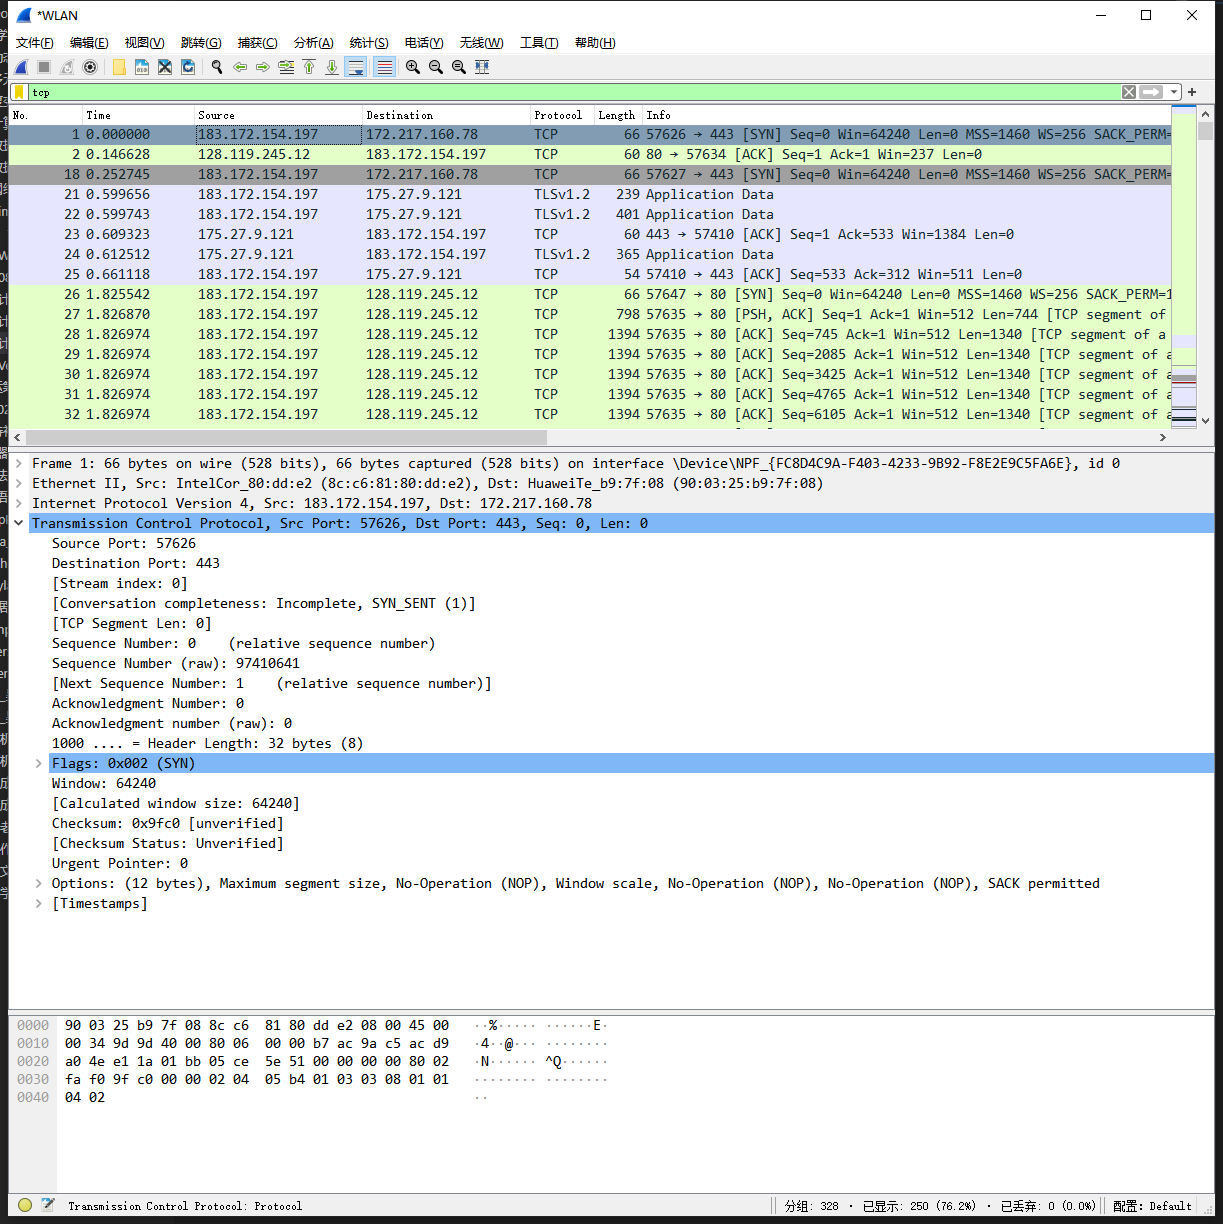 *WLAN
文件(F) 编辑(E) 视图(V) 跳转(G) 捕获(C) 分析(A) 统计(S) 电话(Y) 无线(W) 工具(T) 帮助(H)
tcp
No. Time Source Destination Protocol Length Info
1 0.000000 183.172.154.197 172.217.160.78 TCP 66 57626 → 443 [SYN] Seq=0 Win=64240 Len=0 MSS=1460 WS=256 SACK_PERM=
2 0.146628 128.119.245.12 183.172.154.197 TCP 60 80 → 57634 [ACK] Seq=1 Ack=1 Win=237 Len=0
18 0.252745 183.172.154.197 172.217.160.78 TCP 66 57627 → 443 [SYN] Seq=0 Win=64240 Len=0 MSS=1460 WS=256 SACK_PERM=
21 0.599656 183.172.154.197 175.27.9.121 TLSv1.2 239 Application Data
22 0.599743 183.172.154.197 175.27.9.121 TLSv1.2 401 Application Data
23 0.609323 175.27.9.121 183.172.154.197 TCP 60 443 → 57410 [ACK] Seq=1 Ack=533 Win=1384 Len=0
24 0.612512 175.27.9.121 183.172.154.197 TLSv1.2 365 Application Data
25 0.661118 183.172.154.197 175.27.9.121 TCP 54 57410 → 443 [ACK] Seq=533 Ack=312 Win=511 Len=0
26 1.825542 183.172.154.197 128.119.245.12 TCP 66 57647 → 80 [SYN] Seq=0 Win=64240 Len=0 MSS=1460 WS=256 SACK_PERM=1
27 1.826870 183.172.154.197 128.119.245.12 TCP 798 57635 → 80 [PSH, ACK] Seq=1 Ack=1 Win=512 Len=744 [TCP segment of
28 1.826974 183.172.154.197 128.119.245.12 TCP 1394 57635 → 80 [ACK] Seq=745 Ack=1 Win=512 Len=1340 [TCP segment of a
29 1.826974 183.172.154.197 128.119.245.12 TCP 1394 57635 → 80 [ACK] Seq=2085 Ack=1 Win=512 Len=1340 [TCP segment of a
30 1.826974 183.172.154.197 128.119.245.12 TCP 1394 57635 → 80 [ACK] Seq=3425 Ack=1 Win=512 Len=1340 [TCP segment of a
31 1.826974 183.172.154.197 128.119.245.12 TCP 1394 57635 → 80 [ACK] Seq=4765 Ack=1 Win=512 Len=1340 [TCP segment of a
32 1.826974 183.172.154.197 128.119.245.12 TCP 1394 57635 → 80 [ACK] Seq=6105 Ack=1 Win=512 Len=1340 [TCP segment of a
Frame 1: 66 bytes on wire (528 bits), 66 bytes captured (528 bits) on interface \Device\NPF_{FC8D4C9A-F403-4233-9B92-F8E2E9C5FA6E}, id 0
Ethernet II, Src: IntelCor_80:dd:e2 (8c:c6:81:80:dd:e2), Dst: HuaweiTe_b9:7f:08 (90:03:25:b9:7f:08)
Internet Protocol Version 4, Src: 183.172.154.197, Dst: 172.217.160.78
Transmission Control Protocol, Src Port: 57626, Dst Port: 443, Seq: 0, Len: 0
Source Port: 57626
Destination Port: 443
[Stream index: 0]
[Conversation completeness: Incomplete, SYN_SENT (1)]
[TCP Segment Len: 0]
Sequence Number: 0 (relative sequence number)
Sequence Number (raw): 97410641
[Next Sequence Number: 1 (relative sequence number)]
Acknowledgment Number: 0
Acknowledgment number (raw): 0
1000 .... = Header Length: 32 bytes (8)
Flags: 0x002 (SYN)
Window: 64240
[Calculated window size: 64240]
Checksum: 0x9fc0 [unverified]
[Checksum Status: Unverified]
Urgent Pointer: 0
Options: (12 bytes), Maximum segment size, No-Operation (NOP), Window scale, No-Operation (NOP), No-Operation (NOP), SACK permitted
[Timestamps]
0000 90 03 25 b9 7f 08 8c c6 81 80 dd e2 08 00 45 00 ··%····· ······E·
0010 00 34 9d 9d 40 00 80 06 00 00 b7 ac 9a c5 ac d9 ·4··@··· ········
0020 a0 4e e1 1a 01 bb 05 ce 5e 51 00 00 00 00 80 02 ·N······ ^Q······
0030 fa f0 9f c0 00 00 02 04 05 b4 01 03 03 08 01 01 ········ ········
0040 04 02 ··
Transmission Control Protocol: Protocol 分组: 328 · 已显示: 250 (76.2%) · 已丢弃: 0 (0.0%) 配置: Default